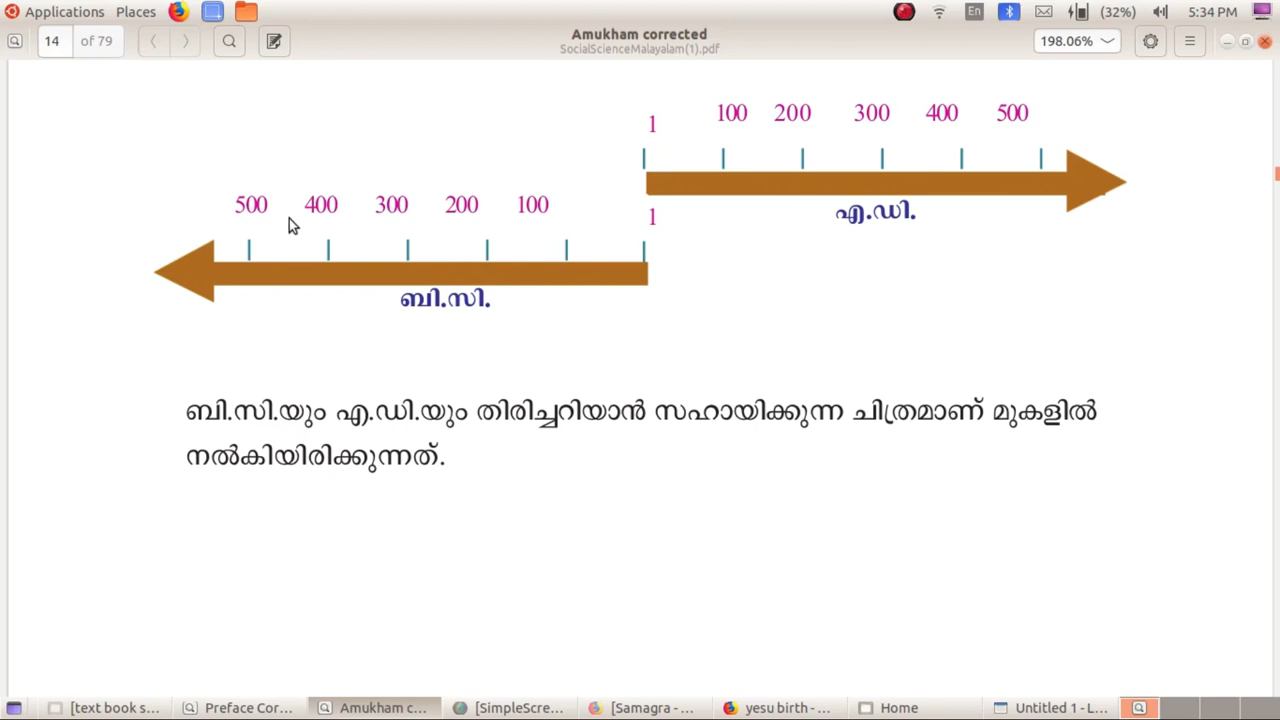 Applications Places En (32%) 5:34 PM
14 of 79 Amukham corrected 198.06%
SocialScienceMalayalam(1).pdf
1 100 200 300 400 500
എ.ഡി.
500 400 300 200 100 1
ബി.സി.
ബി.സി.യും എ.ഡി.യും തിരിച്ചറിയാൻ സഹായിക്കുന്ന ചിത്രമാണ് മുകളിൽ
നൽകിയിരിക്കുന്നത്.
[text book s... Preface Cor... Amukham c... [SimpleScre... [Samagra - ... yesu birth - ... Home Untitled 1 - L...